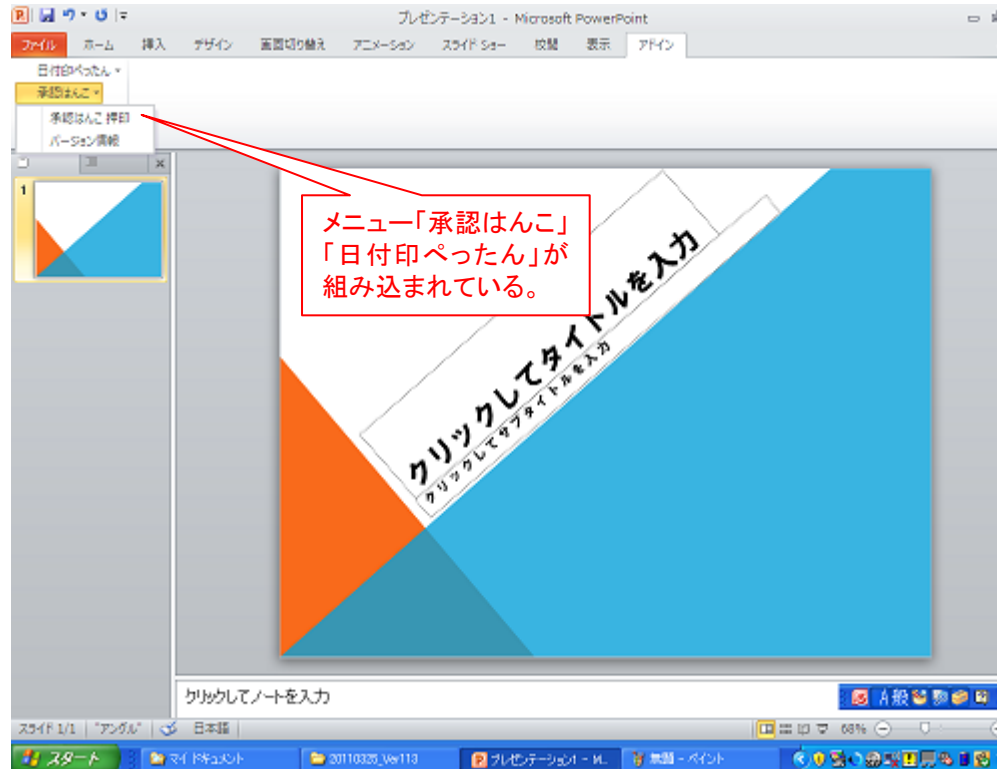 プレゼンテーション1 - Microsoft PowerPoint
ファイル ホーム 挿入 デザイン 画面切り替え アニメーション スライド ショー 校閲 表示 アドイン
日付印ぺったん
承認はんこ
承認はんこ 押印
バージョン情報
1
メニュー「承認はんこ」
「日付印ぺったん」が
組み込まれている。
クリックしてタイトルを入力
クリックしてサブタイトルを入力
クリックしてノートを入力
A 般
スライド 1/1 "アングル" 日本語 68%
スタート マイ ドキュメント 20110325_Ver113 プレゼンテーション1 - M... 無題 - ペイント